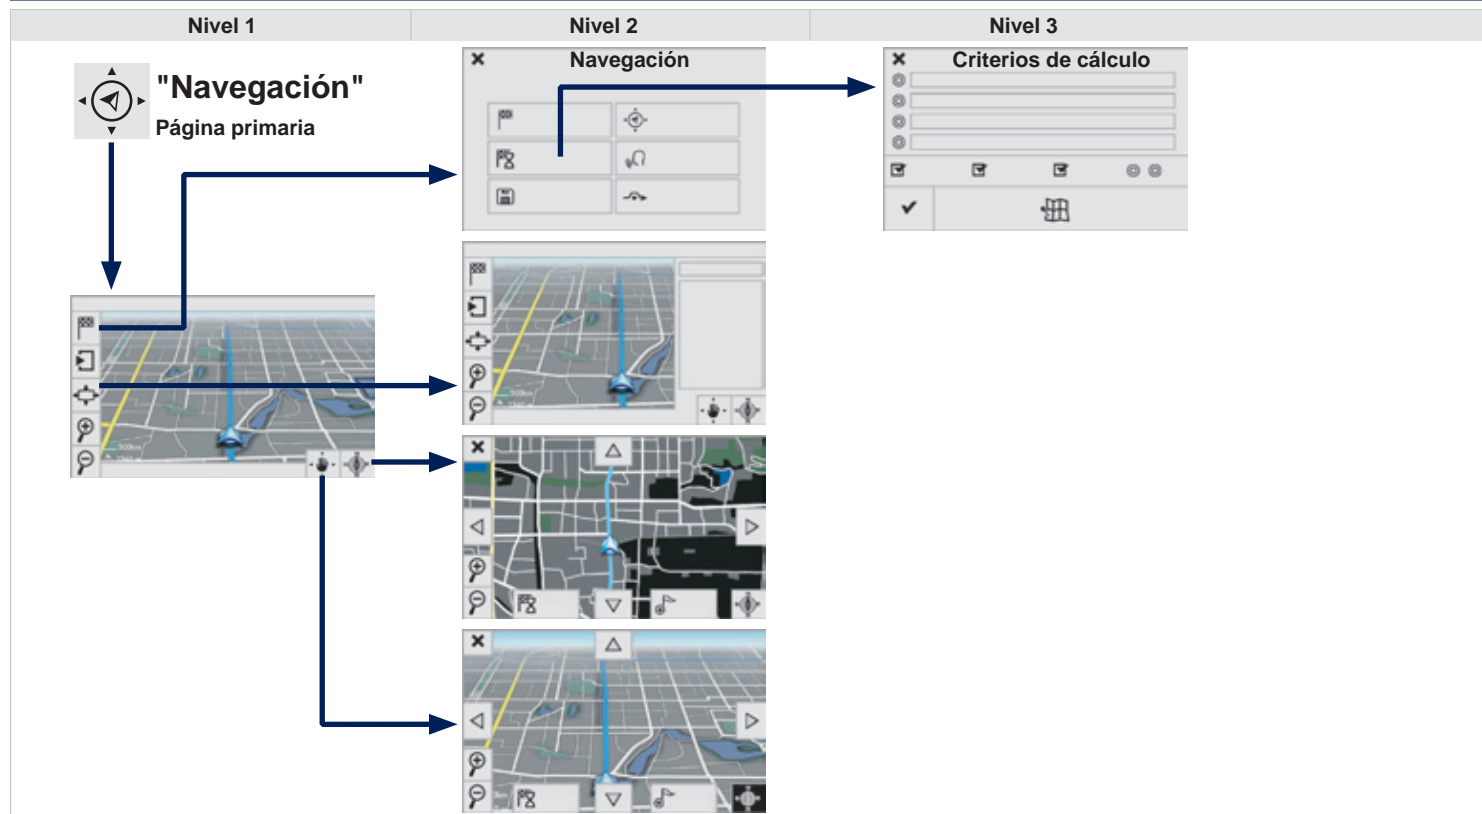 Nivel 1
Nivel 2
Nivel 3
"Navegación"
Página primaria
Navegación
Criterios de cálculo